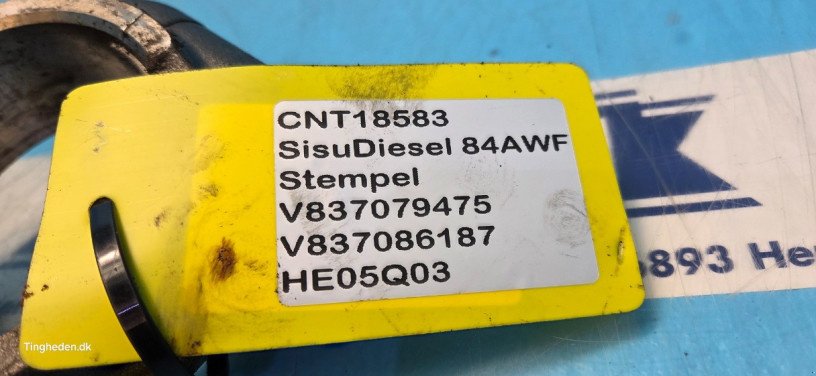 CNT18583
SisuDiesel 84AWF
Stempel
V837079475
V837086187
HE05Q03
893 He
Tingheden.dk